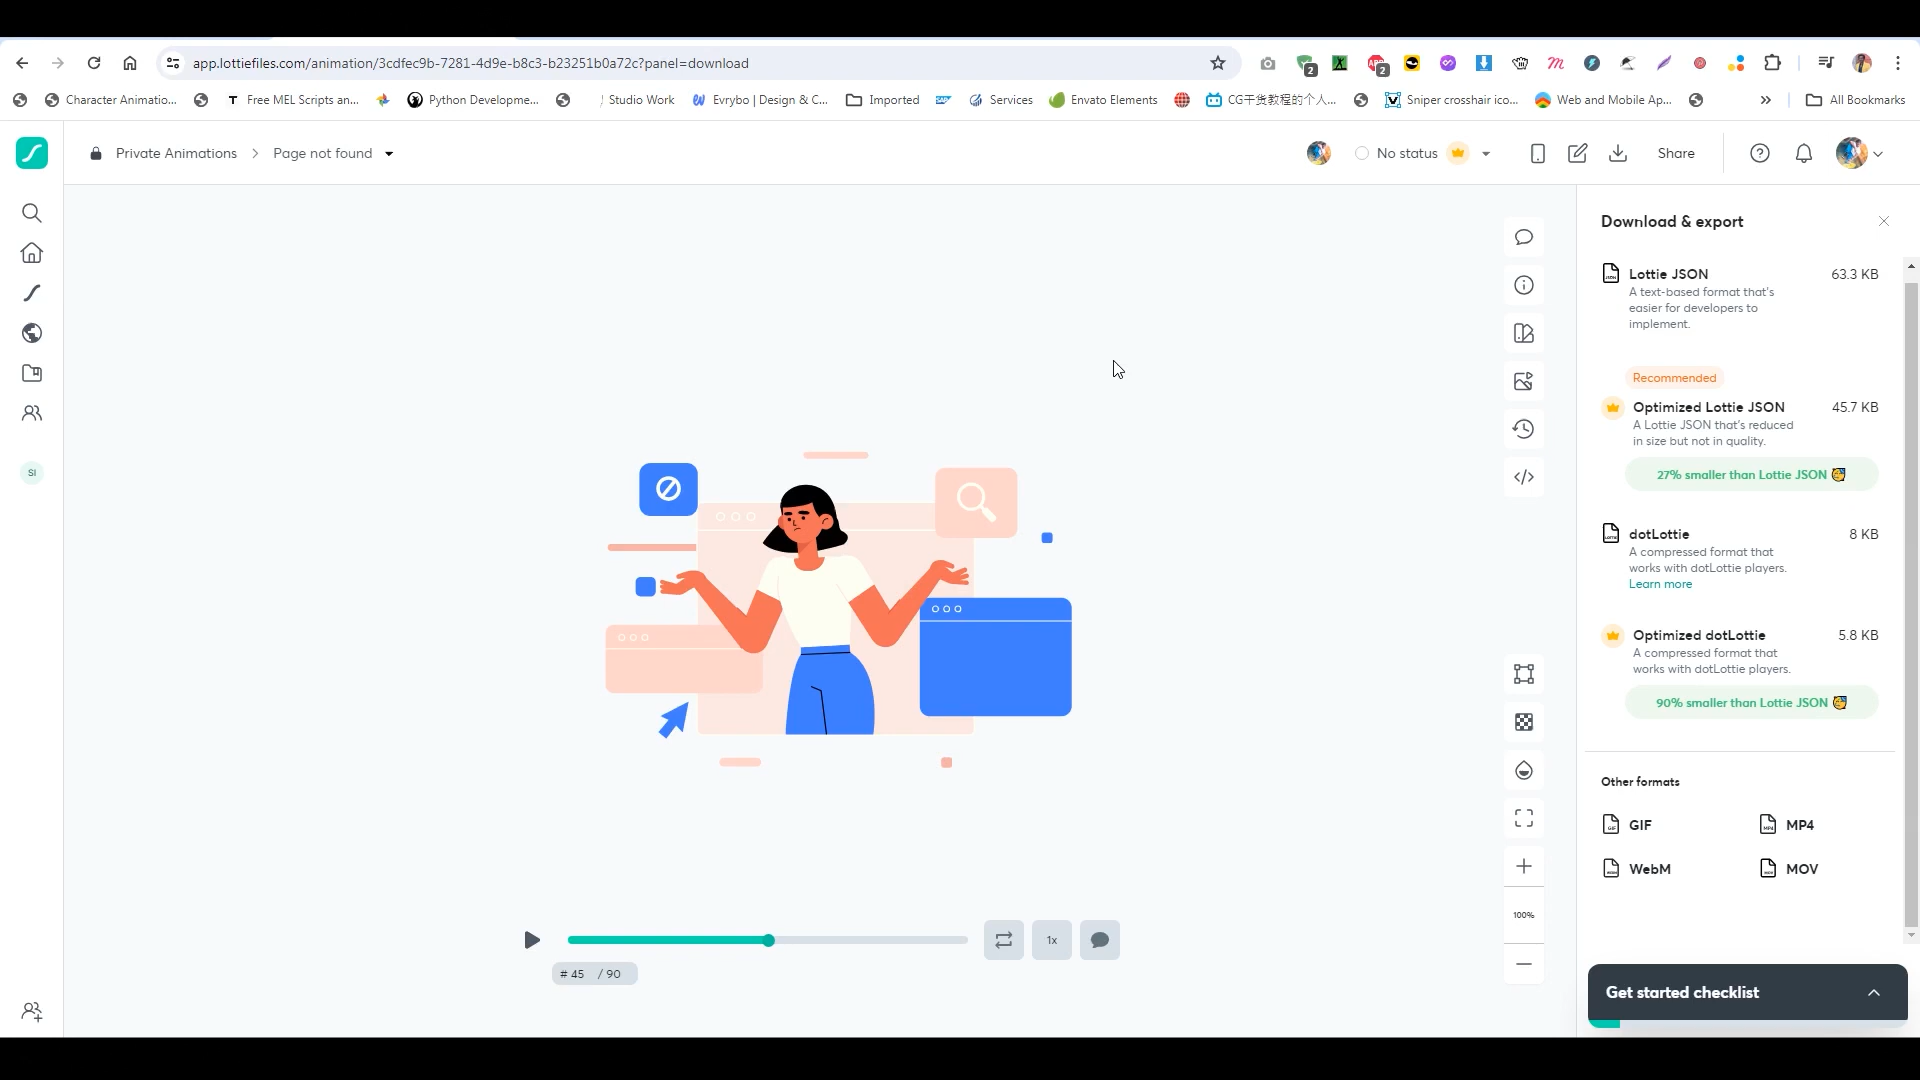 app.lottiefiles.com/animation/3cdfec9b-7281-4d9e-b8c3-b23251b0a72c?panel=download
2
2
Character Animatio...
Free MEL Scripts an...
Python Developme...
Studio Work
Evrybo | Design & C...
Imported
Services
Envato Elements
CG干货教程的个人...
Sniper crosshair ico...
Web and Mobile Ap...
All Bookmarks
Private Animations
Page not found
No status
Share
SI
Download & export
Lottie JSON
63.3 KB
A text-based format that's
easier for developers to
implement.
Recommended
Optimized Lottie JSON
45.7 KB
A Lottie JSON that's reduced
in size but not in quality.
27% smaller than Lottie JSON
dotLottie
8 KB
A compressed format that
works with dotLottie players.
Learn more
Optimized dotLottie
5.8 KB
A compressed format that
works with dotLottie players.
90% smaller than Lottie JSON
Other formats
GIF
MP4
WebM
MOV
100%
1x
# 45 / 90
Get started checklist